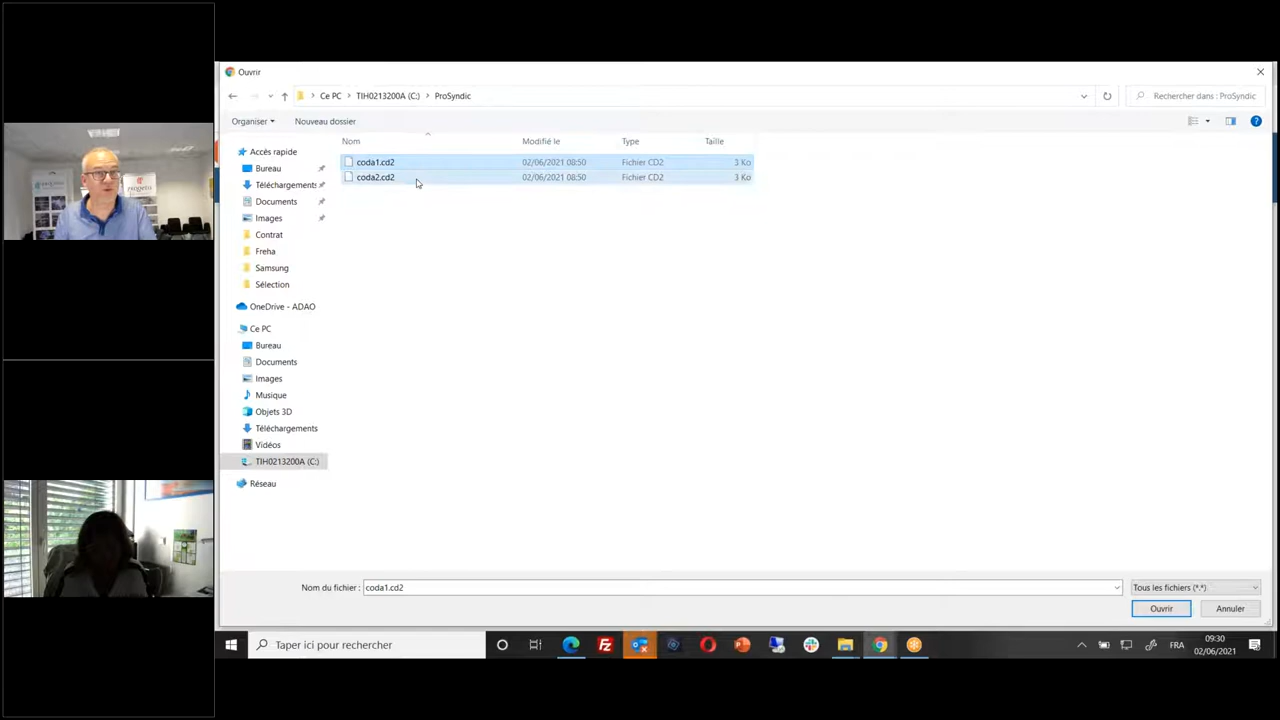 Ouvrir
Ce PC > TIH0213200A (C:) > ProSyndic
Rechercher dans : ProSyndic
Organiser
Nouveau dossier
Nom
Modifié le
Type
Taille
coda1.cd2 02/06/2021 08:50 Fichier CD2 3 Ko
coda2.cd2 02/06/2021 08:50 Fichier CD2 3 Ko
Accès rapide
Bureau
Téléchargements
Documents
Images
Contrat
Freha
Samsung
Sélection
OneDrive - ADAO
Ce PC
Bureau
Documents
Images
Musique
Objets 3D
Téléchargements
Vidéos
TIH0213200A (C:)
Réseau
Nom du fichier : coda1.cd2
Tous les fichiers (*.*)
Ouvrir
Annuler
Taper ici pour rechercher
FRA
09:30
02/06/2021